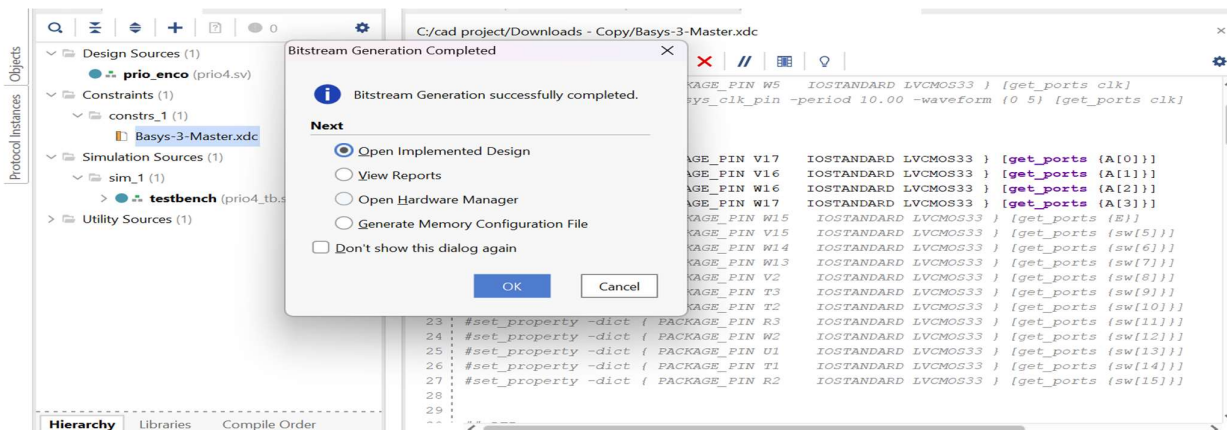 0
C:/cad project/Downloads - Copy/Basys-3-Master.xdc
Objects
Protocol Instances
Design Sources (1)
prio_enco (prio4.sv)
Constraints (1)
constrs_1 (1)
Basys-3-Master.xdc
Simulation Sources (1)
sim_1 (1)
testbench (prio4_tb.s
Utility Sources (1)
Hierarchy Libraries Compile Order
Bitstream Generation Completed
Bitstream Generation successfully completed.
Next
Open Implemented Design
View Reports
Open Hardware Manager
Generate Memory Configuration File
Don't show this dialog again
OK Cancel
KAGE_PIN W5 IOSTANDARD LVCMOS33 } [get_ports clk]
sys_clk_pin -period 10.00 -waveform {0 5} [get_ports clk]
AGE_PIN V17 IOSTANDARD LVCMOS33 } [get_ports {A[0]}]
AGE_PIN V16 IOSTANDARD LVCMOS33 } [get_ports {A[1]}]
AGE_PIN W16 IOSTANDARD LVCMOS33 } [get_ports {A[2]}]
AGE_PIN W17 IOSTANDARD LVCMOS33 } [get_ports {A[3]}]
KAGE_PIN W15 IOSTANDARD LVCMOS33 } [get_ports {E}]
KAGE_PIN V15 IOSTANDARD LVCMOS33 } [get_ports {sw[5]}]
KAGE_PIN W14 IOSTANDARD LVCMOS33 } [get_ports {sw[6]}]
KAGE_PIN W13 IOSTANDARD LVCMOS33 } [get_ports {sw[7]}]
KAGE_PIN V2 IOSTANDARD LVCMOS33 } [get_ports {sw[8]}]
KAGE_PIN T3 IOSTANDARD LVCMOS33 } [get_ports {sw[9]}]
KAGE_PIN T2 IOSTANDARD LVCMOS33 } [get_ports {sw[10]}]
23 #set_property -dict { PACKAGE_PIN R3 IOSTANDARD LVCMOS33 } [get_ports {sw[11]}]
24 #set_property -dict { PACKAGE_PIN W2 IOSTANDARD LVCMOS33 } [get_ports {sw[12]}]
25 #set_property -dict { PACKAGE_PIN U1 IOSTANDARD LVCMOS33 } [get_ports {sw[13]}]
26 #set_property -dict { PACKAGE_PIN T1 IOSTANDARD LVCMOS33 } [get_ports {sw[14]}]
27 #set_property -dict { PACKAGE_PIN R2 IOSTANDARD LVCMOS33 } [get_ports {sw[15]}]
28
29